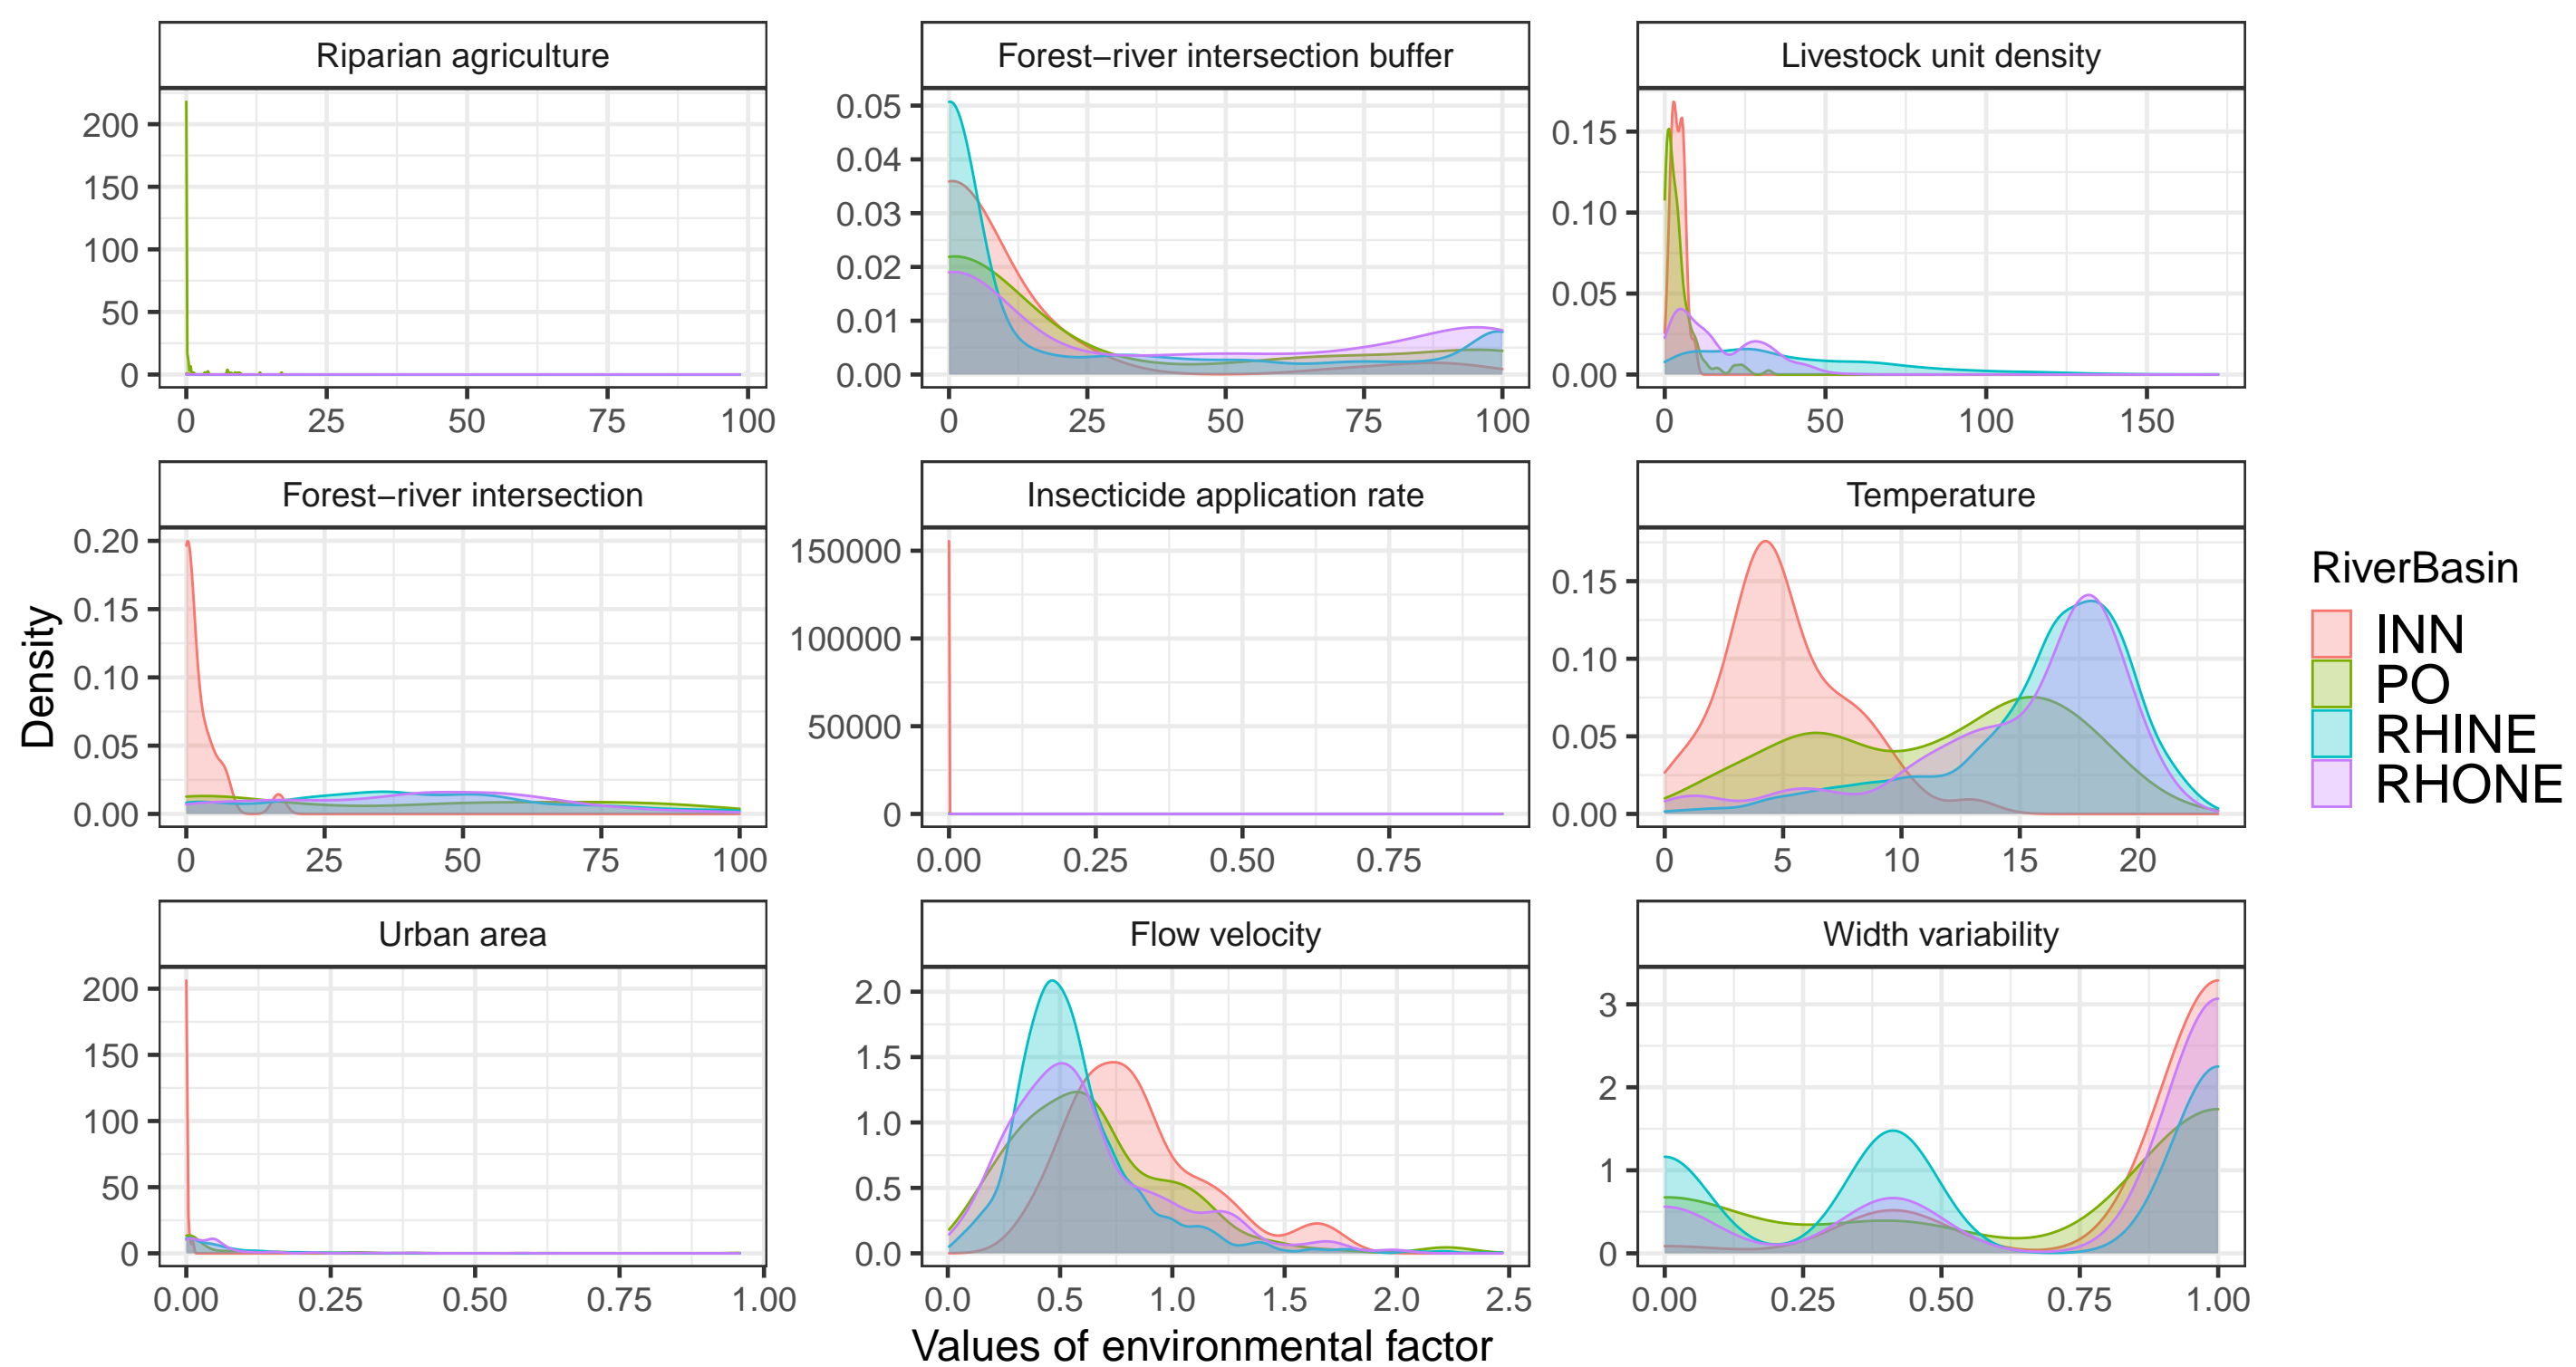 Riparian agriculture
Forest–river intersection buffer
Livestock unit density
200
150
100
50
0
0 25 50 75 100
0.05
0.04
0.03
0.02
0.01
0.00
0 25 50 75 100
0.15
0.10
0.05
0.00
0 50 100 150
Forest–river intersection
Insecticide application rate
Temperature
0.20
0.15
0.10
0.05
0.00
0 25 50 75 100
150000
100000
50000
0
0.00 0.25 0.50 0.75
0.15
0.10
0.05
0.00
0 5 10 15 20
Urban area
Flow velocity
Width variability
200
150
100
50
0
0.00 0.25 0.50 0.75 1.00
2.0
1.5
1.0
0.5
0.0
0.0 0.5 1.0 1.5 2.0 2.5
3
2
1
0
0.00 0.25 0.50 0.75 1.00
Density
Values of environmental factor
RiverBasin
INN
PO
RHINE
RHONE